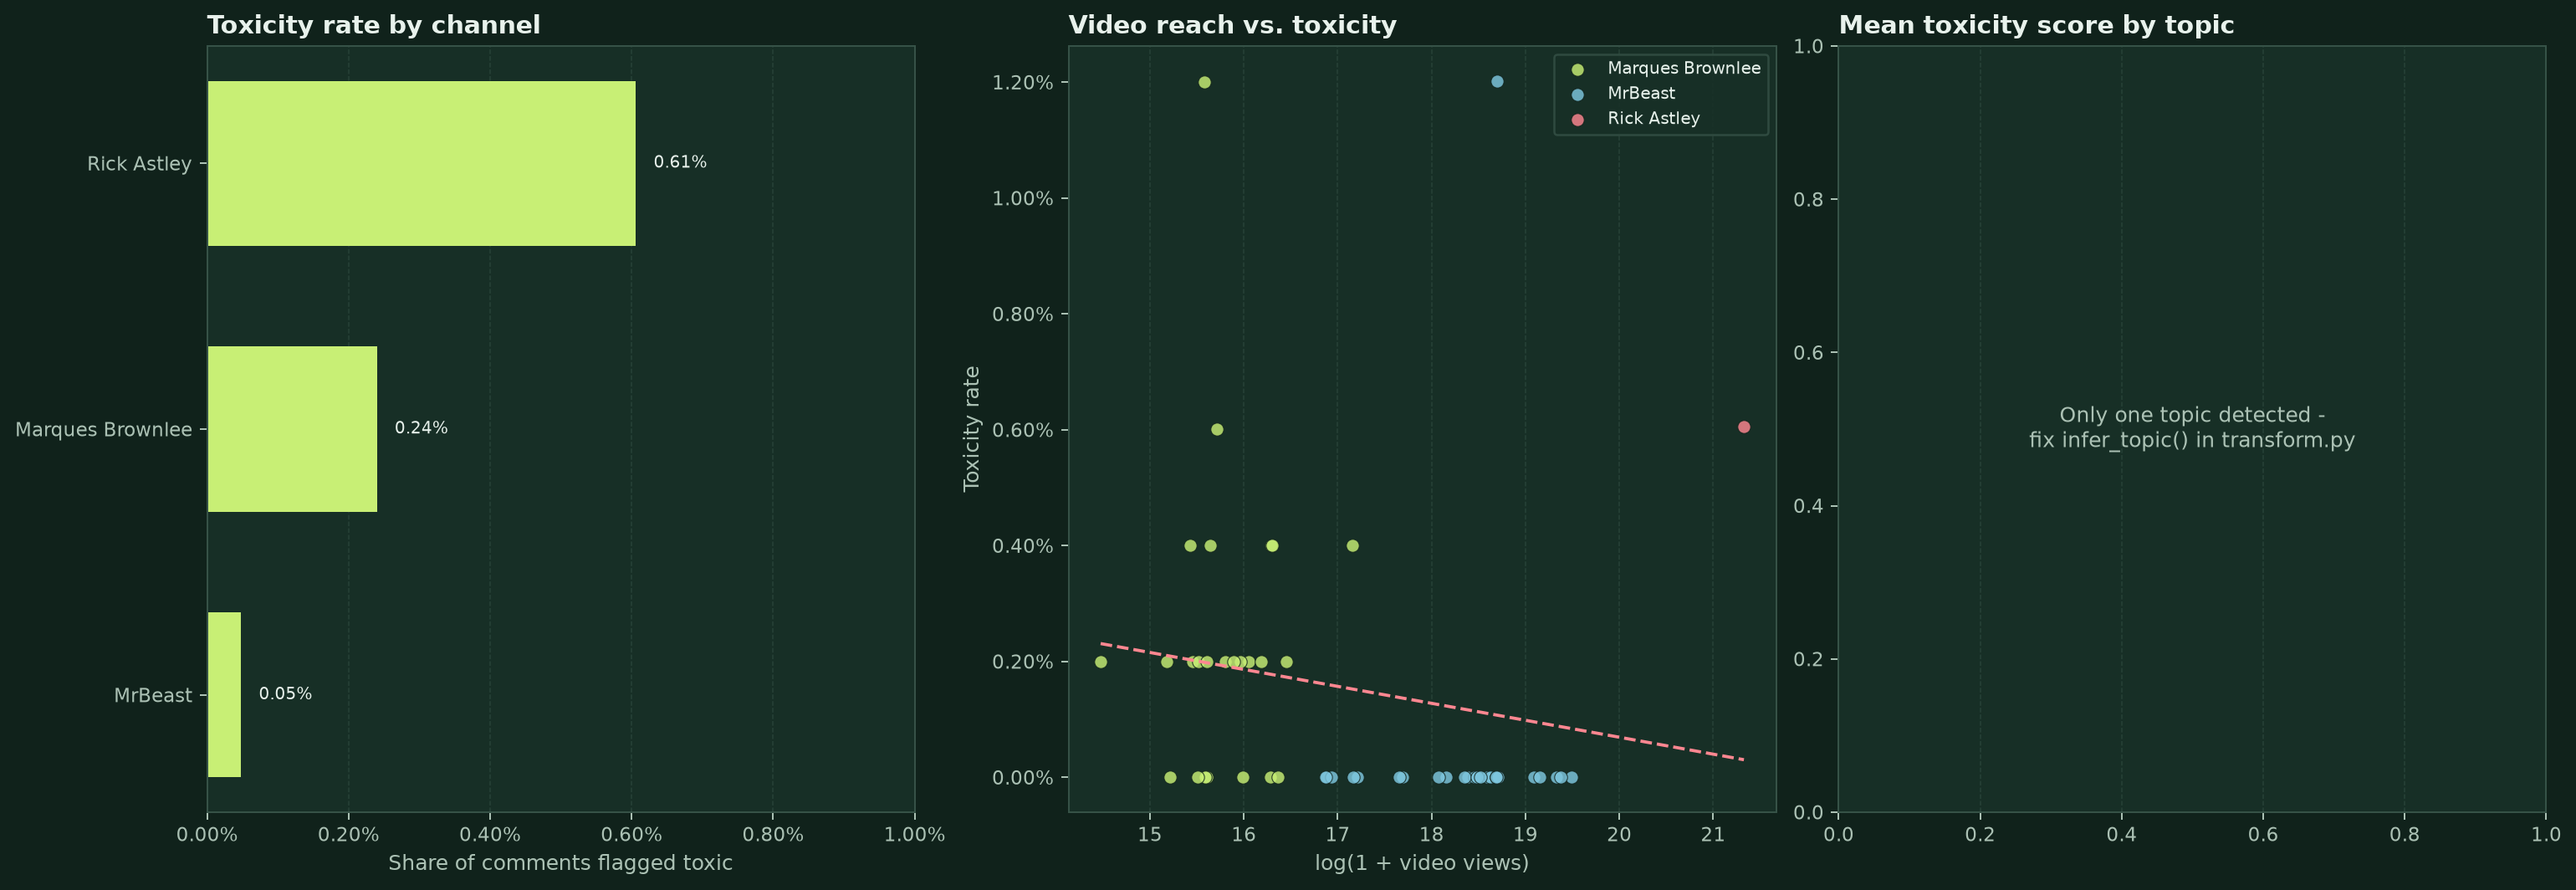 Toxicity rate by channel
Rick Astley
0.61%
Marques Brownlee
0.24%
MrBeast
0.05%
0.00%
0.20%
0.40%
0.60%
0.80%
1.00%
Share of comments flagged toxic
Video reach vs. toxicity
Marques Brownlee
MrBeast
Rick Astley
Toxicity rate
1.20%
1.00%
0.80%
0.60%
0.40%
0.20%
0.00%
15
16
17
18
19
20
21
log(1 + video views)
Mean toxicity score by topic
1.0
0.8
0.6
0.4
0.2
0.0
Only one topic detected -
fix infer_topic() in transform.py
0.0
0.2
0.4
0.6
0.8
1.0